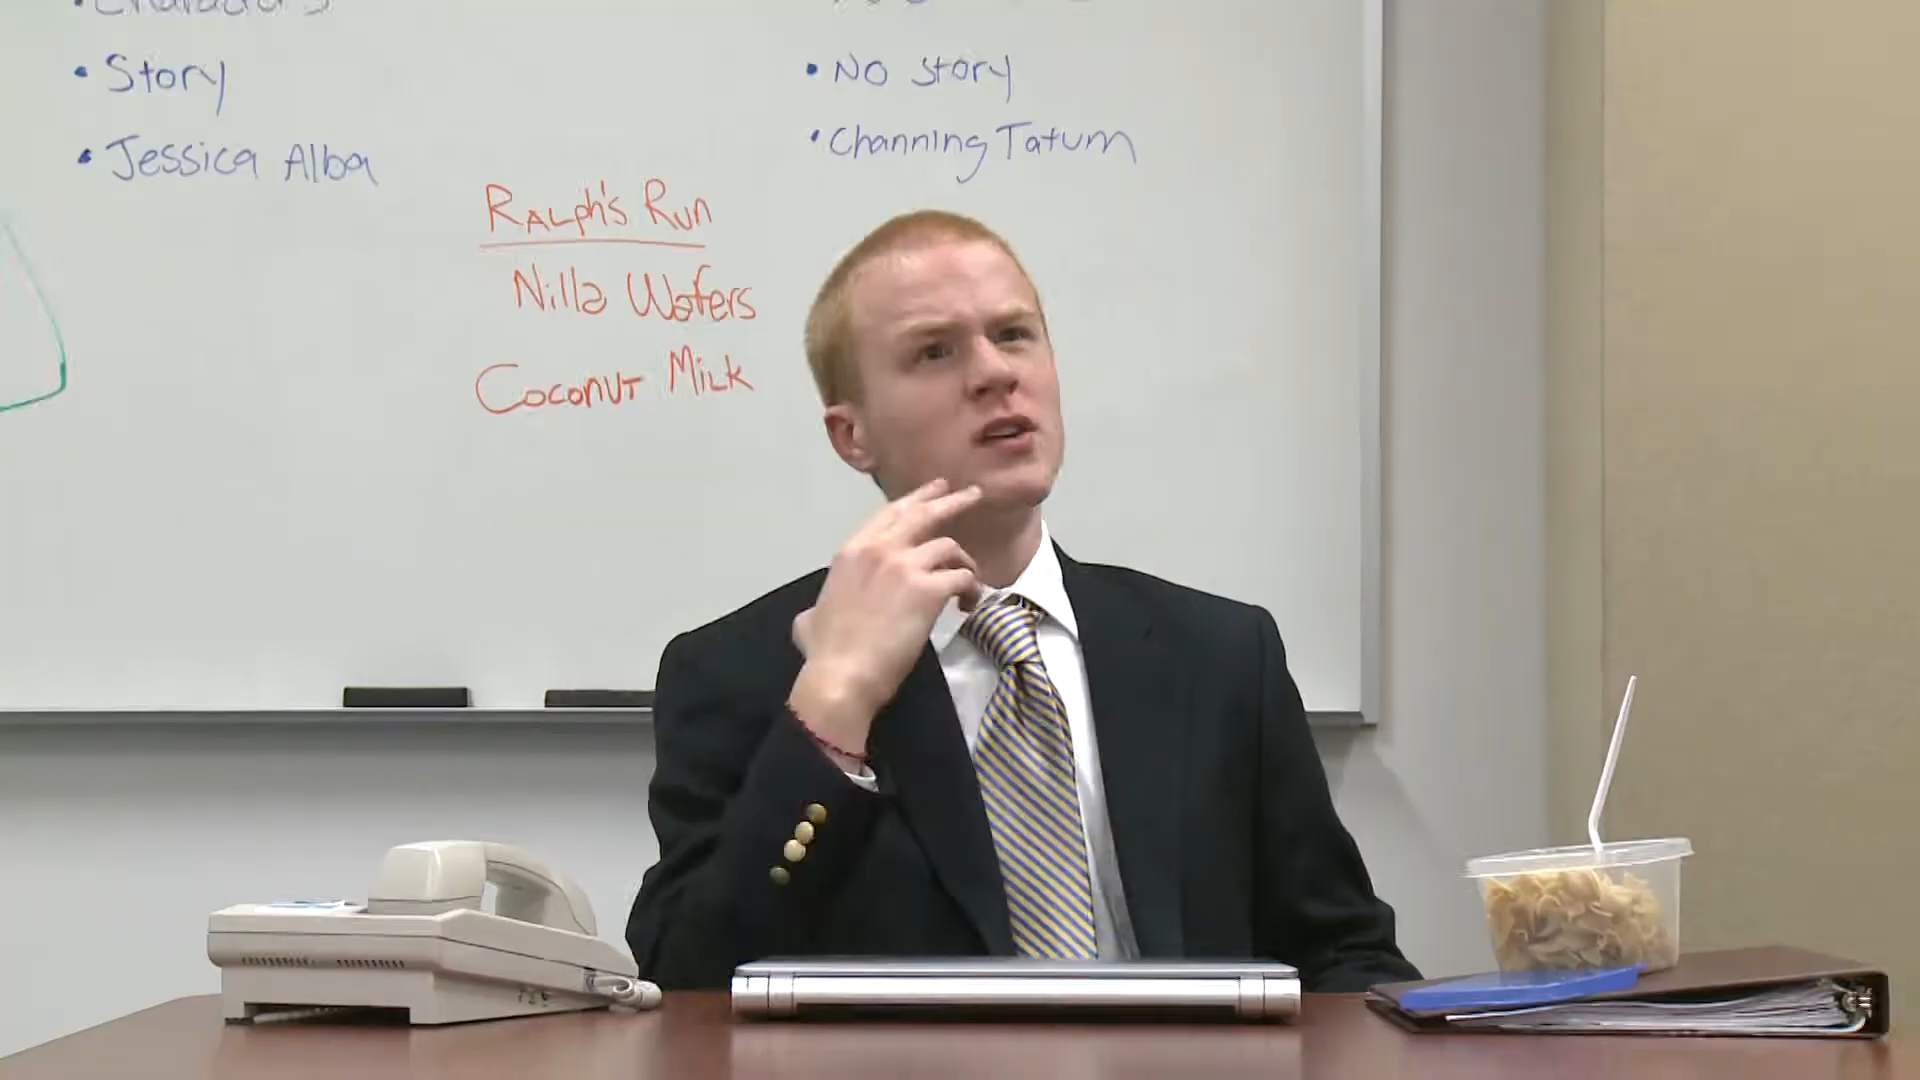 • Story
• Jessica Alba
• No story
• Channing Tatum
Ralph's Run
Nilla Wafers
Coconut Milk